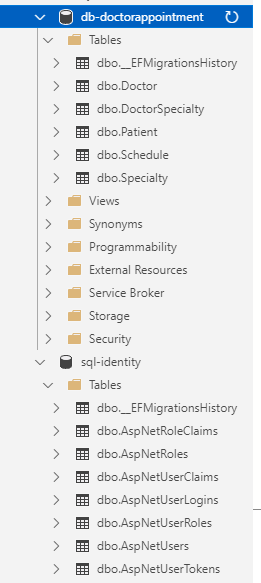 db-doctorappointment
Tables
dbo.__EFMigrationsHistory
dbo.Doctor
dbo.DoctorSpecialty
dbo.Patient
dbo.Schedule
dbo.Specialty
Views
Synonyms
Programmability
External Resources
Service Broker
Storage
Security
sql-identity
Tables
dbo.__EFMigrationsHistory
dbo.AspNetRoleClaims
dbo.AspNetRoles
dbo.AspNetUserClaims
dbo.AspNetUserLogins
dbo.AspNetUserRoles
dbo.AspNetUsers
dbo.AspNetUserTokens